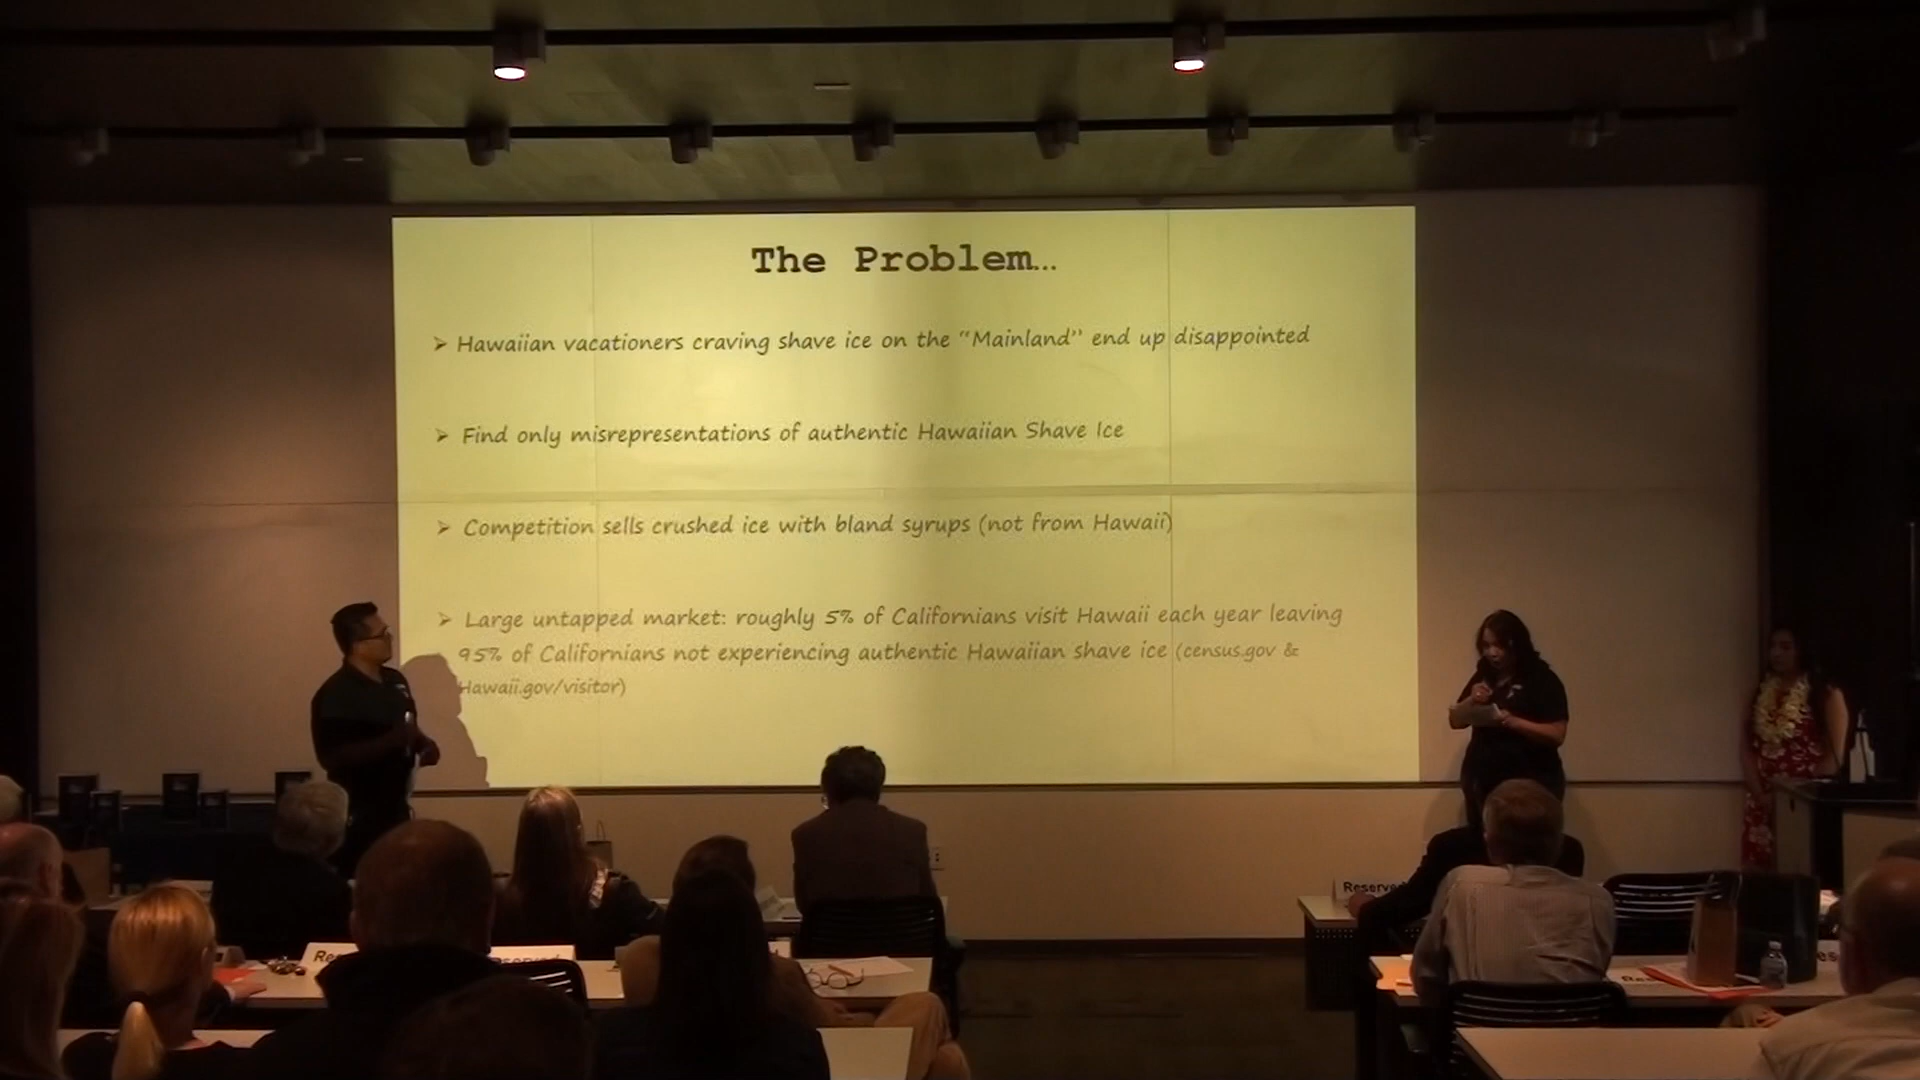 The Problem…
➢ Hawaiian vacationers craving shave ice on the “Mainland” end up disappointed
➢ Find only misrepresentations of authentic Hawaiian Shave Ice
➢ Competition sells crushed ice with bland syrups (not from Hawaii)
➢ Large untapped market: roughly 5% of Californians visit Hawaii each year leaving
95% of Californians not experiencing authentic Hawaiian shave ice (census.gov &
Hawaii.gov/visitor)
Reserved